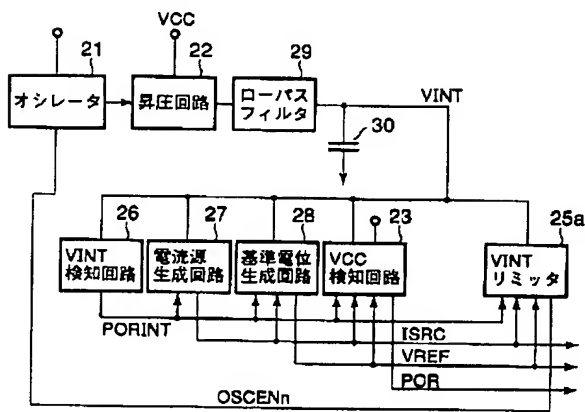 VCC
21
22
29
オシレータ
昇圧回路
ローパス
フィルタ
VINT
30
26
27
28
23
25a
VINT
検知回路
電流源
生成回路
基準電位
生成回路
VCC
検知回路
VINT
リミッタ
PORINT
ISRC
VREF
POR
OSCENn